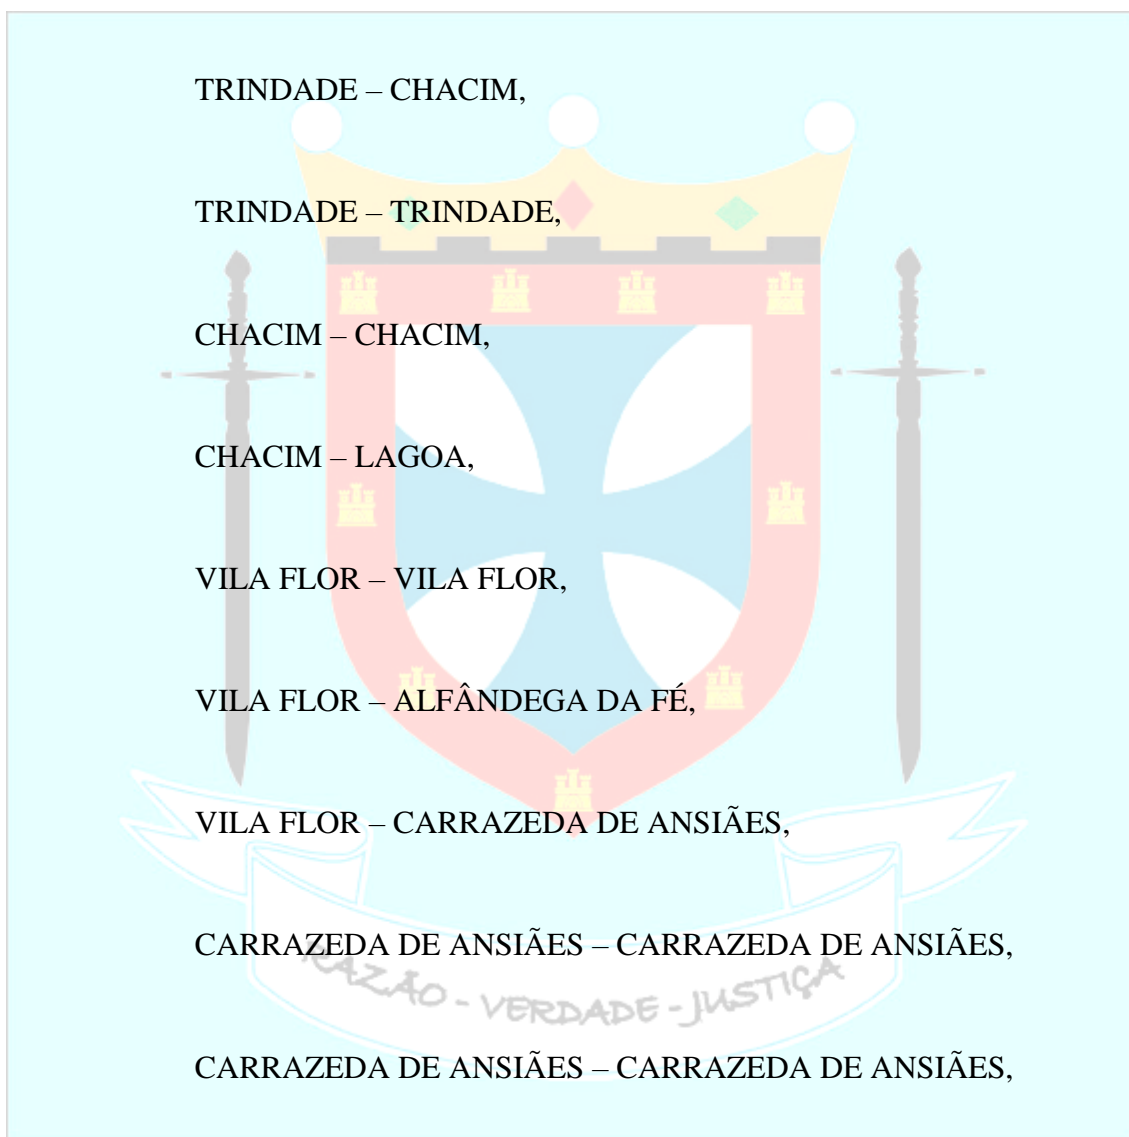 TRINDADE – CHACIM,
TRINDADE – TRINDADE,
CHACIM – CHACIM,
CHACIM – LAGOA,
VILA FLOR – VILA FLOR,
VILA FLOR – ALFÂNDEGA DA FÉ,
VILA FLOR – CARRAZEDA DE ANSIÃES,
CARRAZEDA DE ANSIÃES – CARRAZEDA DE ANSIÃES,
RAZÃO - VERDADE - JUSTIÇA
CARRAZEDA DE ANSIÃES – CARRAZEDA DE ANSIÃES,